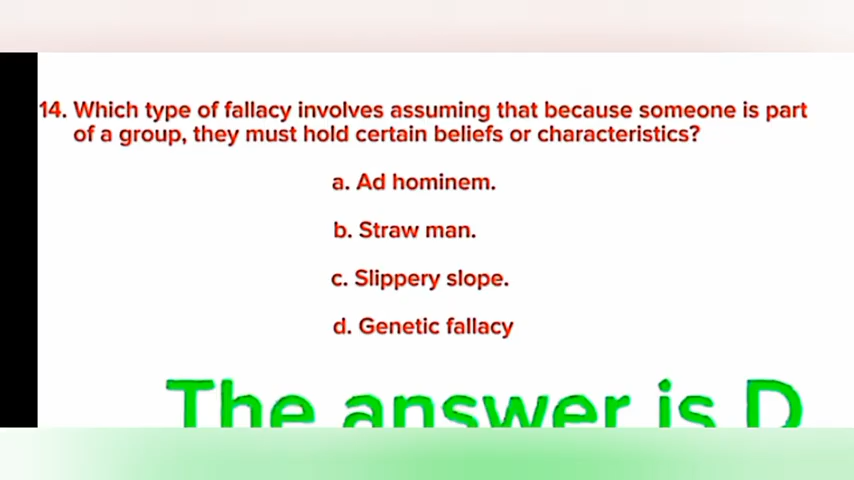 14. Which type of fallacy involves assuming that because someone is part
of a group, they must hold certain beliefs or characteristics?
a. Ad hominem.
b. Straw man.
c. Slippery slope.
d. Genetic fallacy
The answer is D